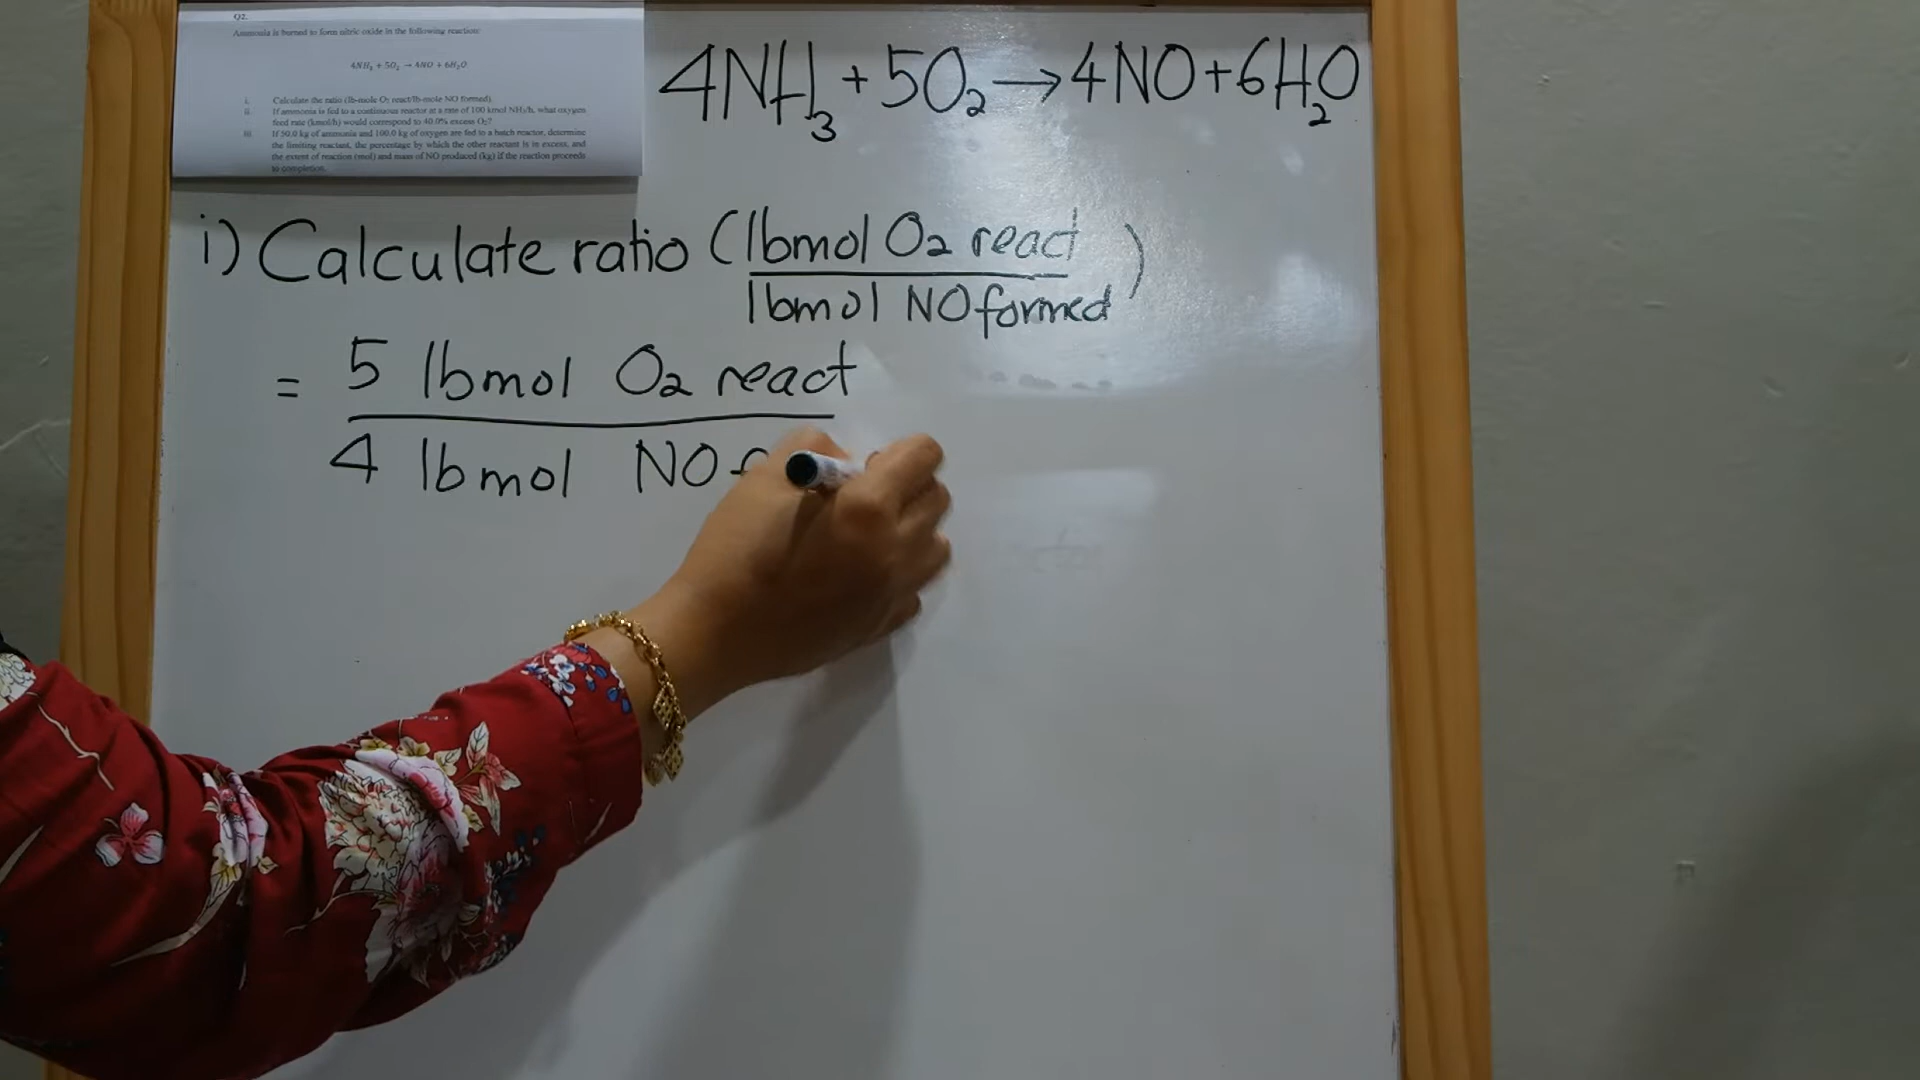 Q2.
Ammonia is burned to form nitric oxide in the following reaction:
4NH₃ + 5O₂ → 4NO + 6H₂O
i. Calculate the ratio (lb-mole O₂ react/lb-mole NO formed).
ii. If ammonia is fed to a continuous reactor at a rate of 100 kmol NH₃/h, what oxygen
feed rate (kmol/h) would correspond to 40.0% excess O₂?
iii. If 50.0 kg of ammonia and 100.0 kg of oxygen are fed to a batch reactor, determine
the limiting reactant, the percentage by which the other reactant is in excess, and
the extent of reaction (mol) and mass of NO produced (kg) if the reaction proceeds
to completion.
4NH₃ + 5O₂ → 4NO + 6H₂O
i) Calculate ratio (lbmol O₂ react
lbmol NO formed)
= 5 lbmol O₂ react
4 lbmol NO f